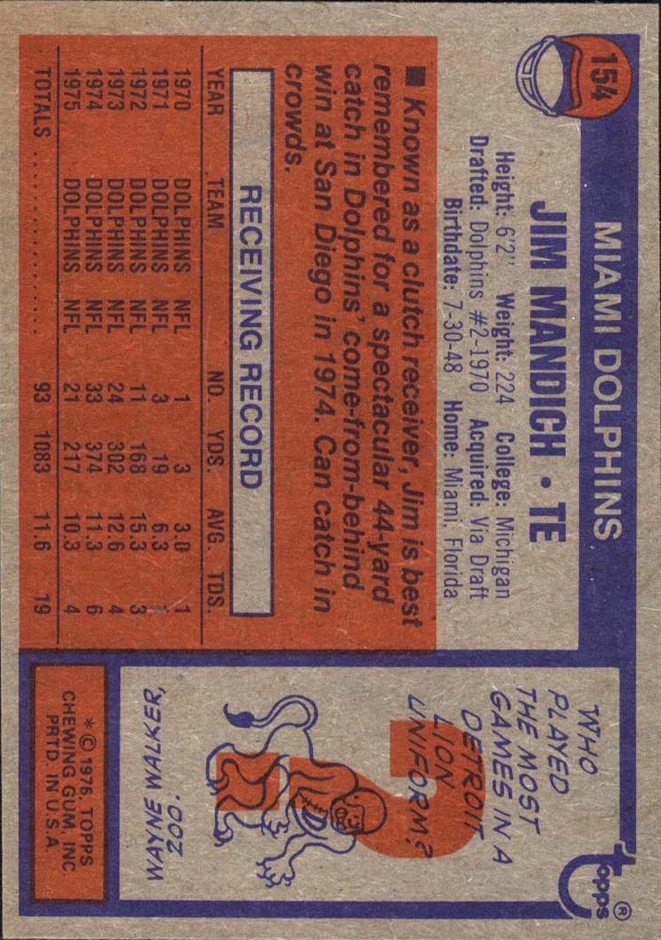 154
MIAMI DOLPHINS
JIM MANDICH • TE
Height: 6'2" Weight: 224 College: Michigan
Drafted: Dolphins #2-1970 Acquired: Via Draft
Birthdate: 7-30-48 Home: Miami, Florida
■ Known as a clutch receiver, Jim is best
remembered for a spectacular 44-yard
catch in Dolphins' come-from-behind
win at San Diego in 1974. Can catch in
crowds.
RECEIVING RECORD
YEAR TEAM NO. YDS. AVG. TDS.
1970 DOLPHINS NFL 1 3 3.0 1
1971 DOLPHINS NFL 3 19 6.3 1
1972 DOLPHINS NFL 11 168 15.3 3
1973 DOLPHINS NFL 24 302 12.6 4
1974 DOLPHINS NFL 33 374 11.3 6
1975 DOLPHINS NFL 21 217 10.3 4
TOTALS .................... 93 1083 11.6 19
topps®
WHO
PLAYED
THE MOST
GAMES IN A
DETROIT
LION
UNIFORM?
?
WAYNE WALKER,
200.
* © 1976. TOPPS
CHEWING GUM, INC
PRTD. IN U.S.A